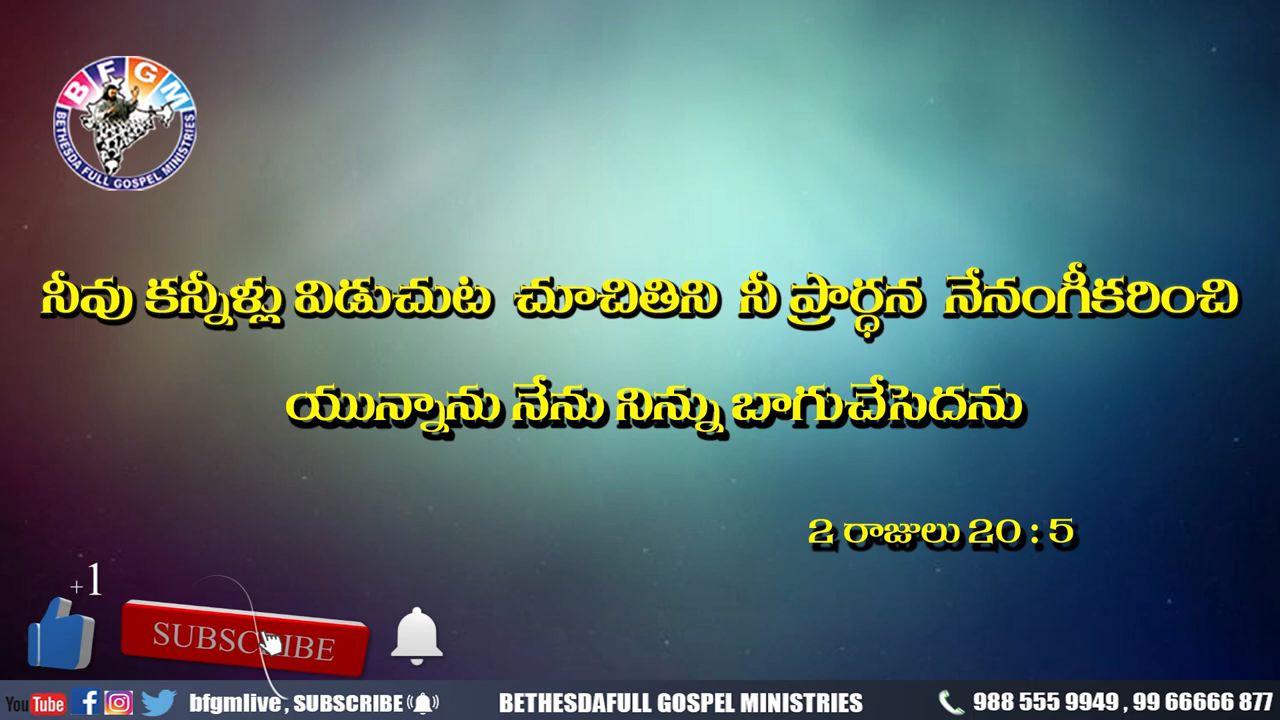 BFGM
BETHESDA FULL GOSPEL MINISTRIES
నీవు కన్నీళ్లు విడుచుట చూచితిని నీ ప్రార్ధన నేనంగీకరించి
యున్నాను నేను నిన్ను బాగుచేసెదను
2 రాజులు 20 : 5
+1
SUBSCRIBE
YouTube bfgmlive , SUBSCRIBE BETHESDAFULL GOSPEL MINISTRIES 988 555 9949 , 99 66666 877